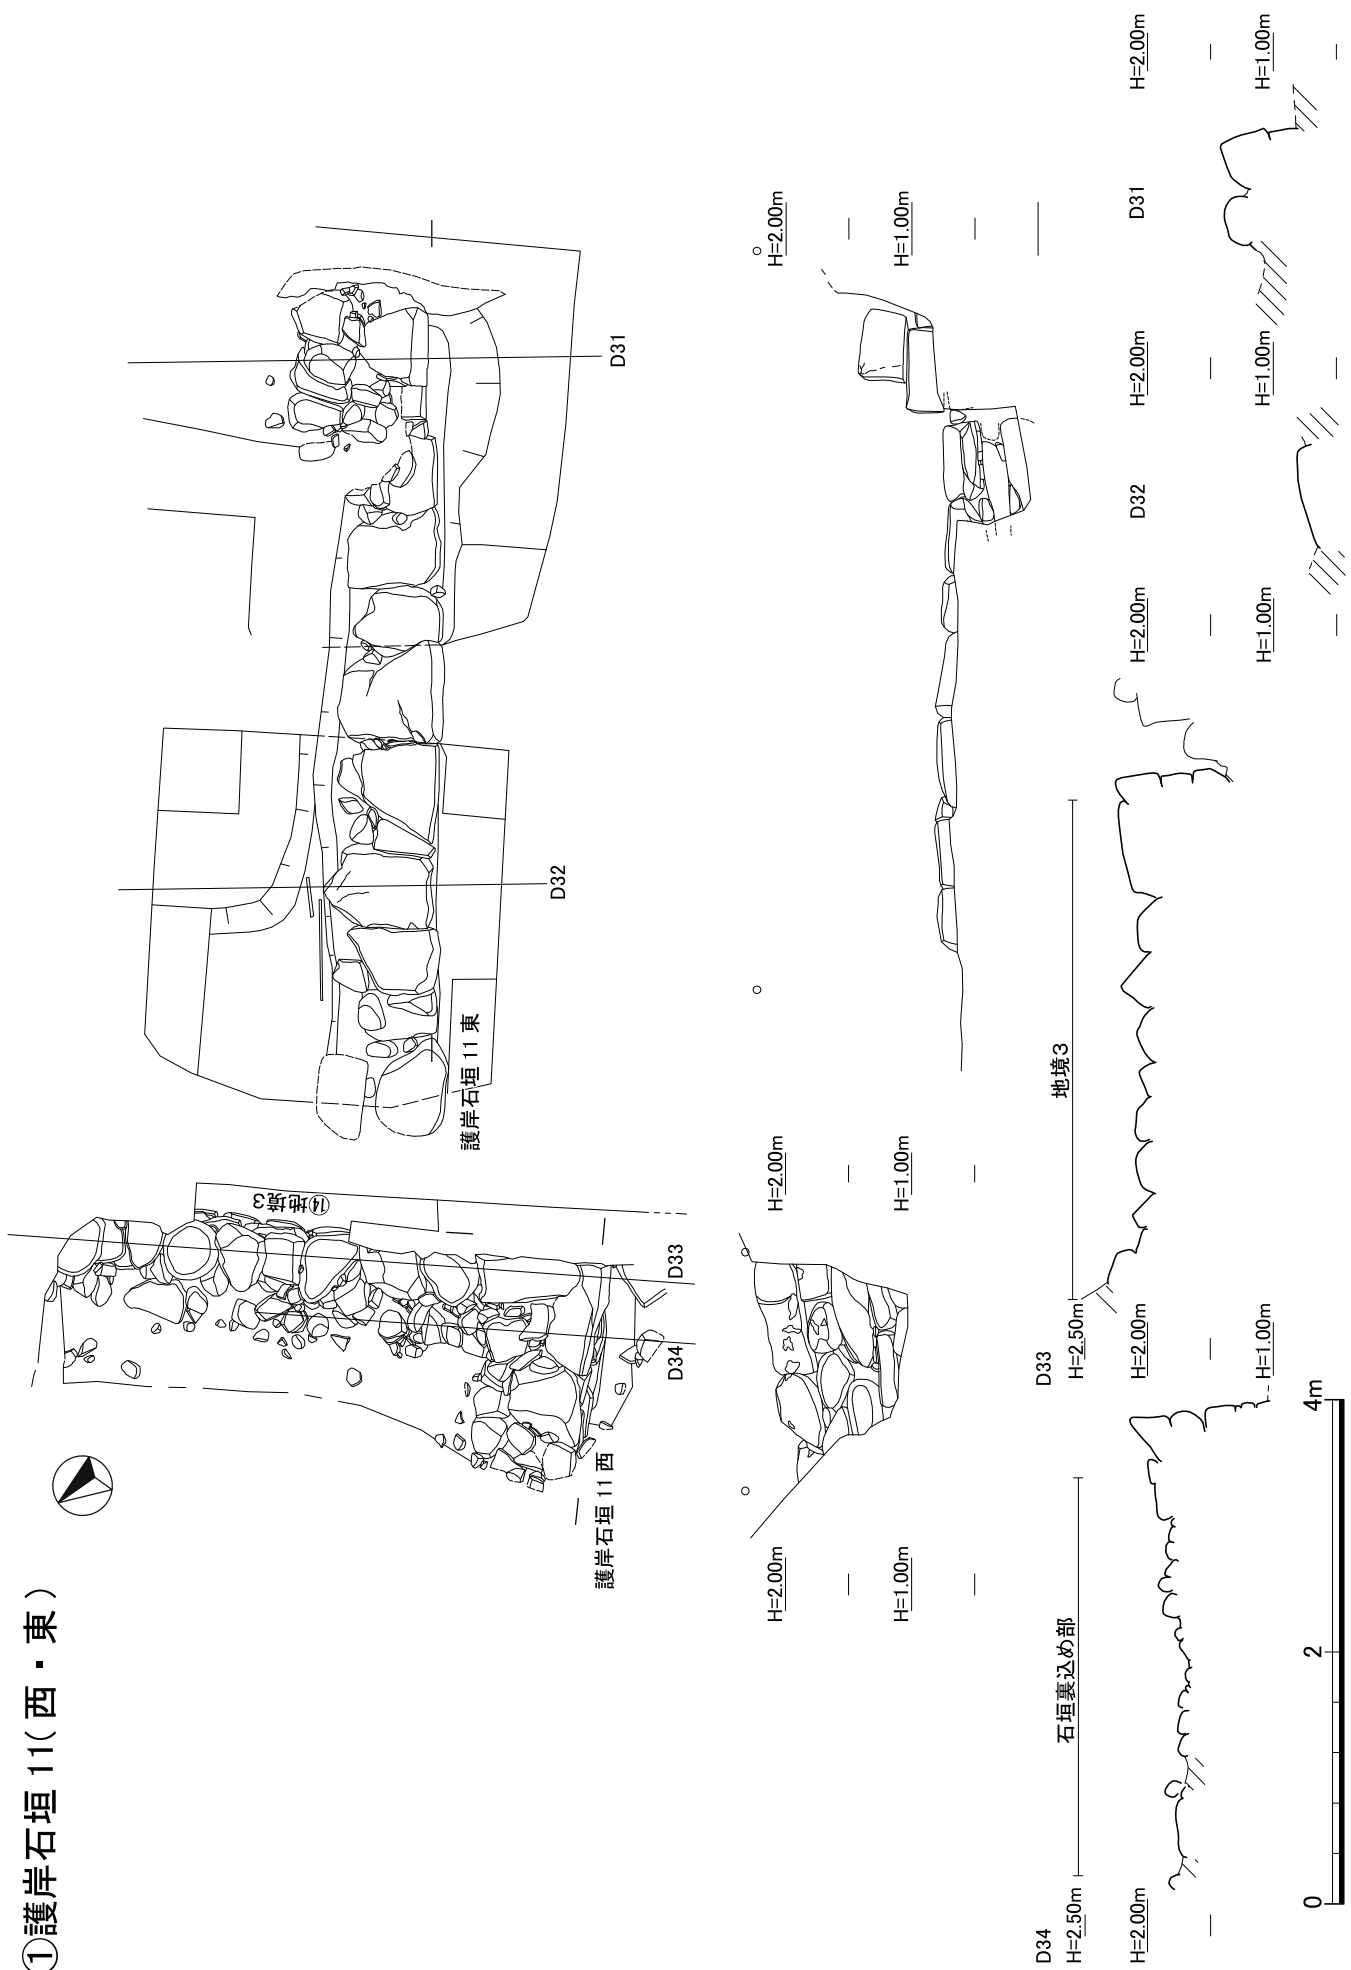 ①護岸石垣 11(西・東)
護岸石垣 11 西
護岸石垣 11 東
⑭地境3
D34
D33
D32
D31
H=2.00m
H=1.00m
H=2.00m
H=1.00m
H=2.00m
H=1.00m
D34
H=2.50m
H=2.00m
石垣裏込め部
D33
H=2.50m
H=2.00m
H=1.00m
地境3
H=2.00m
H=1.00m
D32
H=2.00m
H=1.00m
D31
H=2.00m
H=1.00m
0
2
4m